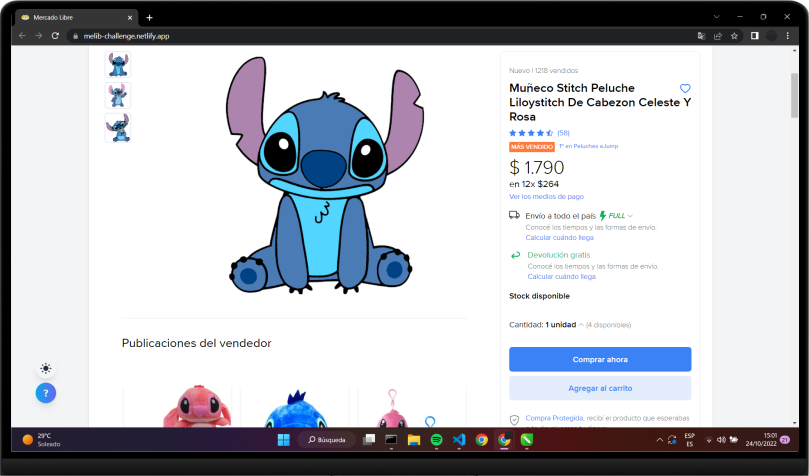 Mercado Libre
melib-challenge.netlify.app
Nuevo | 1218 vendidos
Muñeco Stitch Peluche
Liloystitch De Cabezon Celeste Y
Rosa
(58)
MÁS VENDIDO 1° en Peluches eJump
$ 1.790
en 12x $264
Ver los medios de pago
Envío a todo el país FULL
Conocé los tiempos y las formas de envío.
Calcular cuándo llega
Devolución gratis
Conocé los tiempos y las formas de envío.
Calcular cuándo llega
Stock disponible
Cantidad: 1 unidad (4 disponibles)
Comprar ahora
Agregar al carrito
Compra Protegida, recibí el producto que esperabas
Publicaciones del vendedor
?
29°C
Soleado
Búsqueda
ESP
ES
15:01
24/10/2022
21